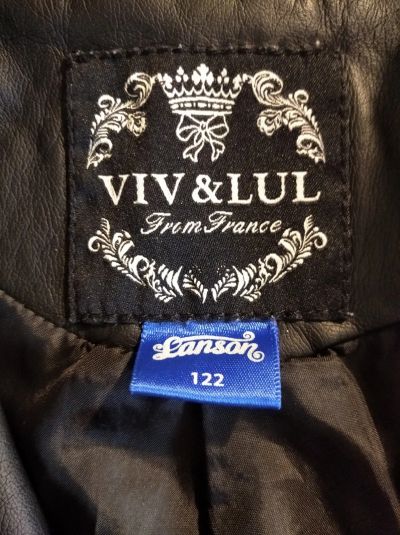 VIV & LUL
From France
Lanson
122